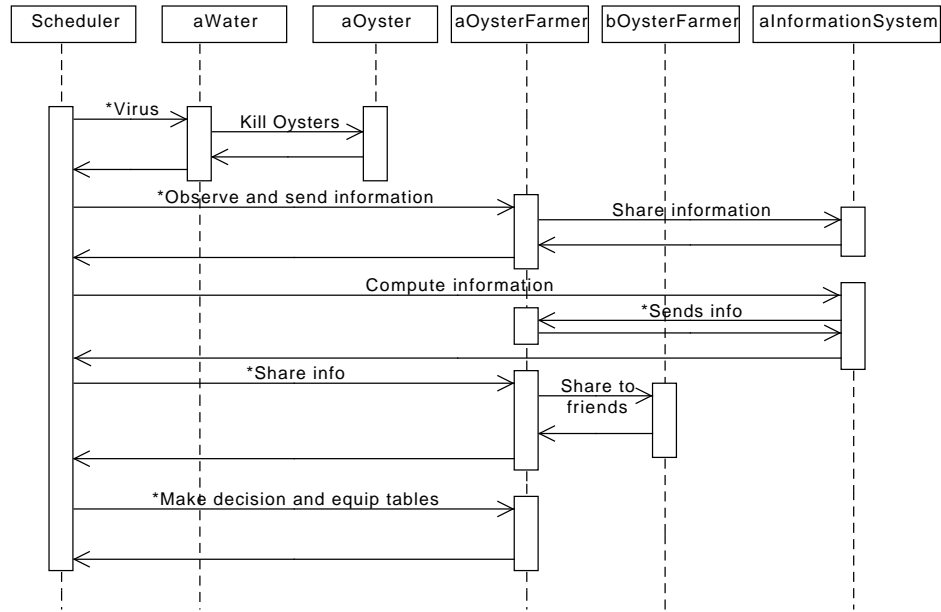 Scheduler
aWater
aOyster
aOysterFarmer
bOysterFarmer
aInformationSystem
*Virus
Kill Oysters
*Observe and send information
Share information
Compute information
*Sends info
*Share info
Share to
friends
*Make decision and equip tables